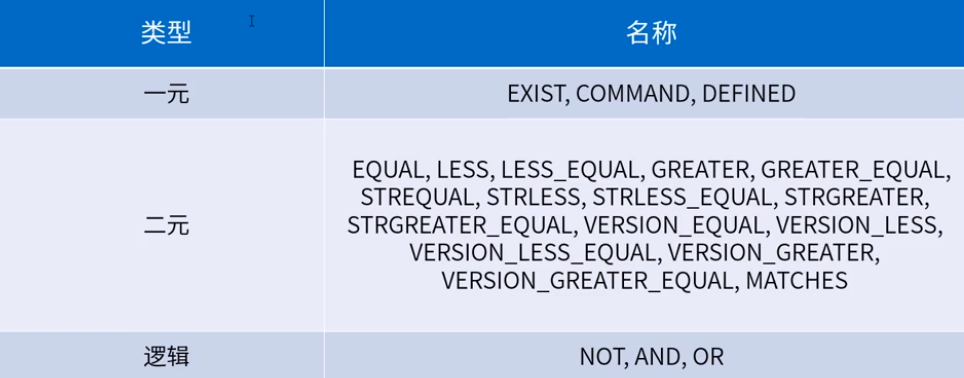 类型
名称
一元
EXIST, COMMAND, DEFINED
二元
EQUAL, LESS, LESS_EQUAL, GREATER, GREATER_EQUAL,
STREQUAL, STRLESS, STRLESS_EQUAL, STRGREATER,
STRGREATER_EQUAL, VERSION_EQUAL, VERSION_LESS,
VERSION_LESS_EQUAL, VERSION_GREATER,
VERSION_GREATER_EQUAL, MATCHES
逻辑
NOT, AND, OR